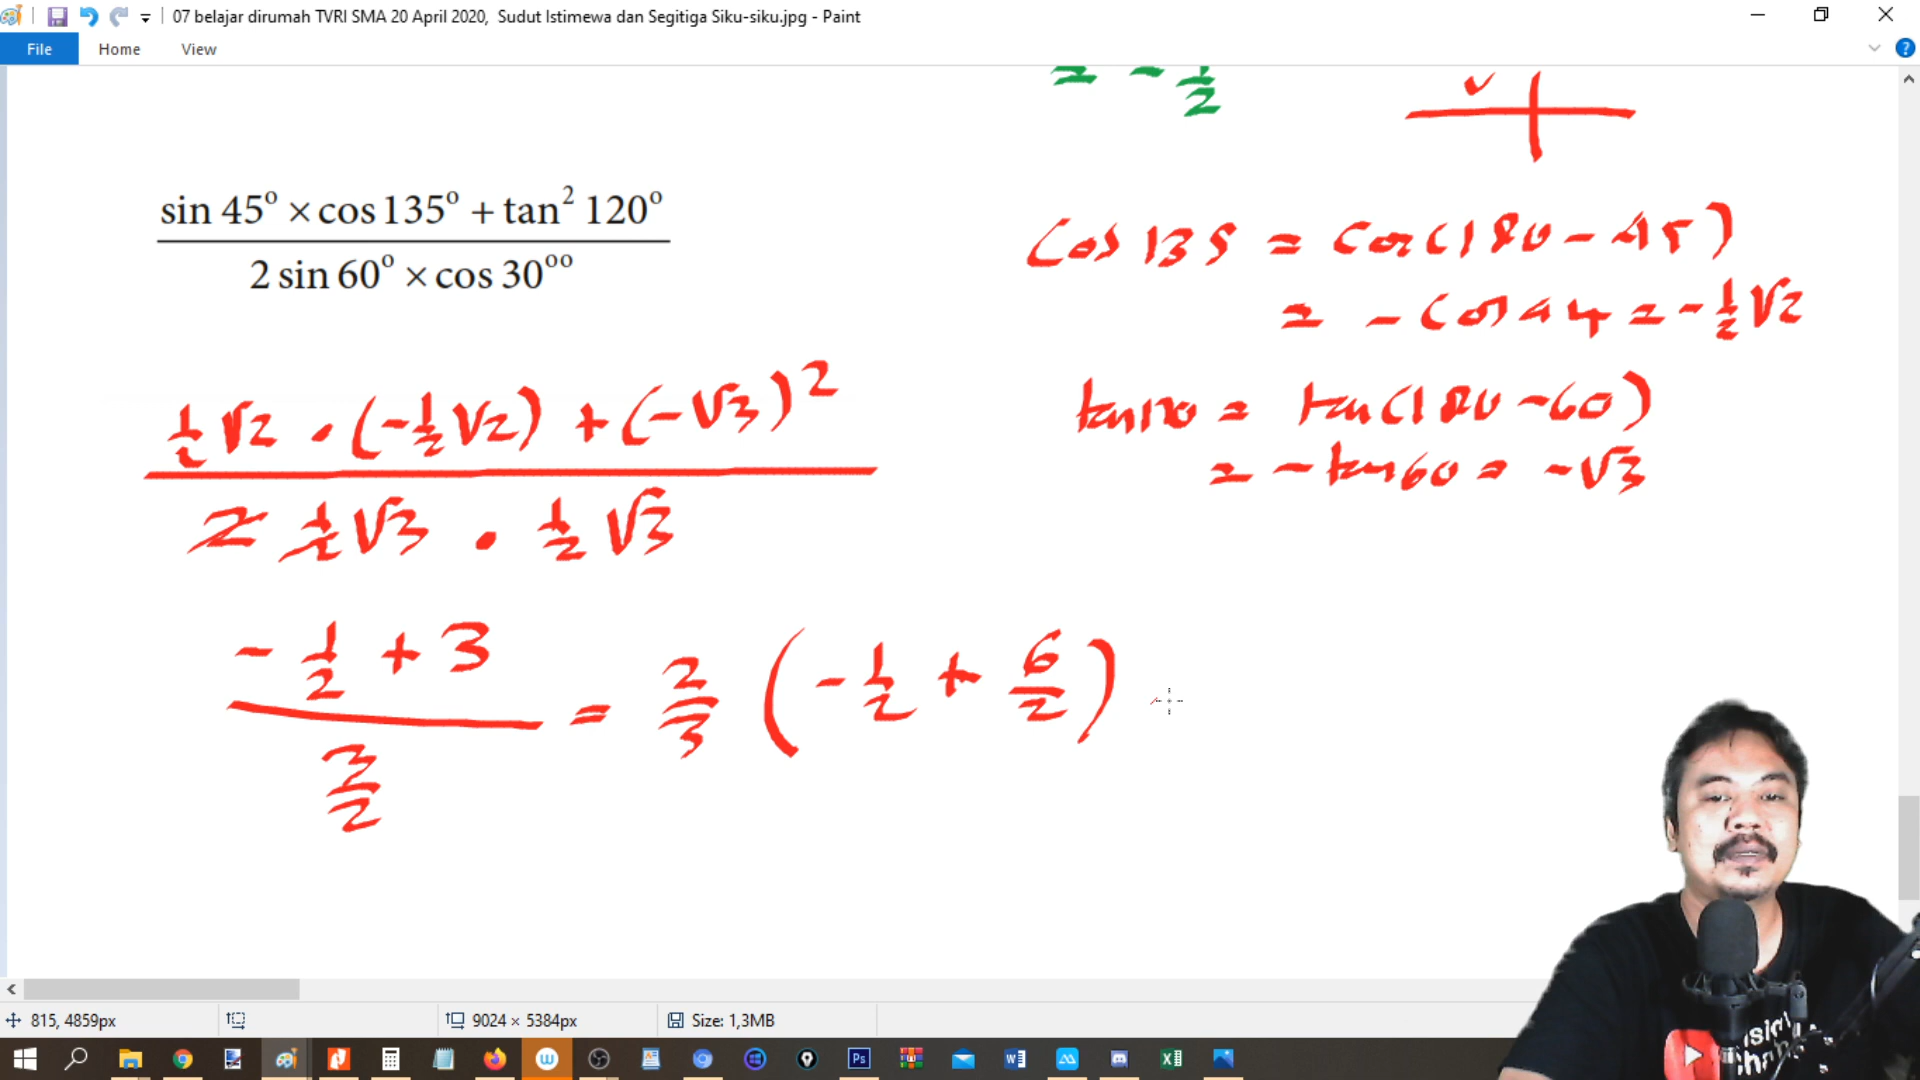 07 belajar dirumah TVRI SMA 20 April 2020, Sudut Istimewa dan Segitiga Siku-siku.jpg - Paint
File Home View
= - 1/2
sin 45° × cos 135° + tan² 120°
2 sin 60° × cos 30°°
cos 135 = cos(180 - 45)
= - cos 45 = - 1/2 √2
tan 120 = tan(180 - 60)
= - tan 60 = - √3
1/2 √2 . (- 1/2 √2) + (- √3)²
2 1/2 √3 . 1/2 √3
- 1/2 + 3
3/2
= 2/3 (- 1/2 + 6/2)
815, 4859px
9024 × 5384px
Size: 1,3MB